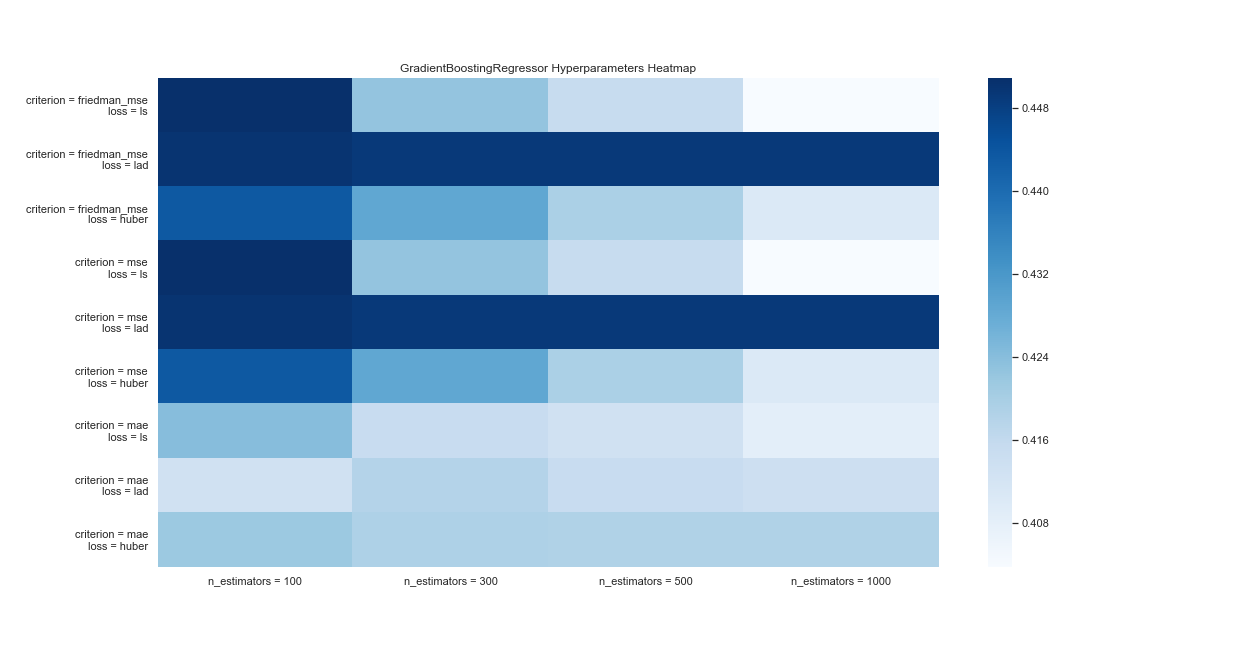 GradientBoostingRegressor Hyperparameters Heatmap
criterion = friedman_mse
loss = ls
criterion = friedman_mse
loss = lad
criterion = friedman_mse
loss = huber
criterion = mse
loss = ls
criterion = mse
loss = lad
criterion = mse
loss = huber
criterion = mae
loss = ls
criterion = mae
loss = lad
criterion = mae
loss = huber
n_estimators = 100
n_estimators = 300
n_estimators = 500
n_estimators = 1000
0.448
0.440
0.432
0.424
0.416
0.408